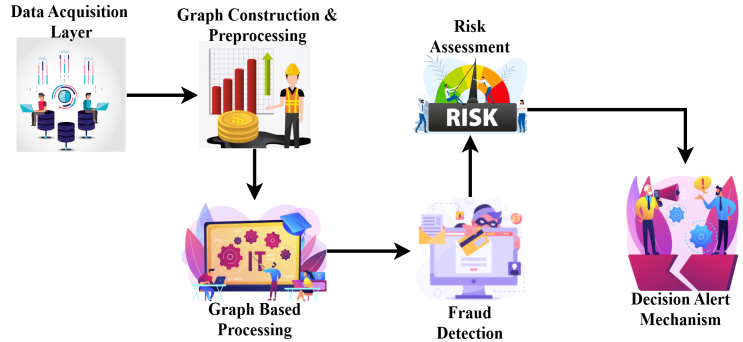 Data Acquisition
Layer
Graph Construction &
Preprocessing
Risk
Assessment
RISK
IT
Graph Based
Processing
Fraud
Detection
Decision Alert
Mechanism